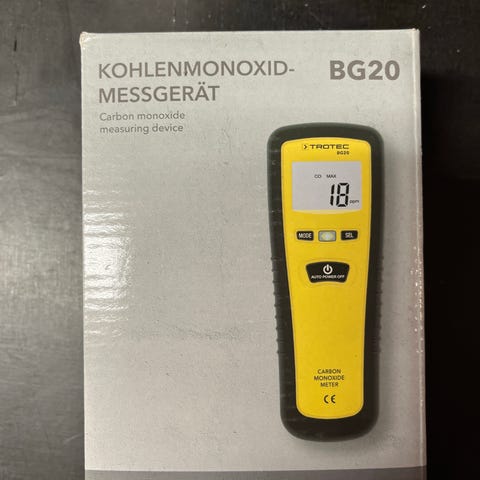 KOHLENMONOXID-
MESSGERÄT
BG20
Carbon monoxide
measuring device
TROTEC
BG20
CO MAX
18 ppm
MODE
SEL
AUTO POWER OFF
CARBON
MONOXIDE
METER
CE